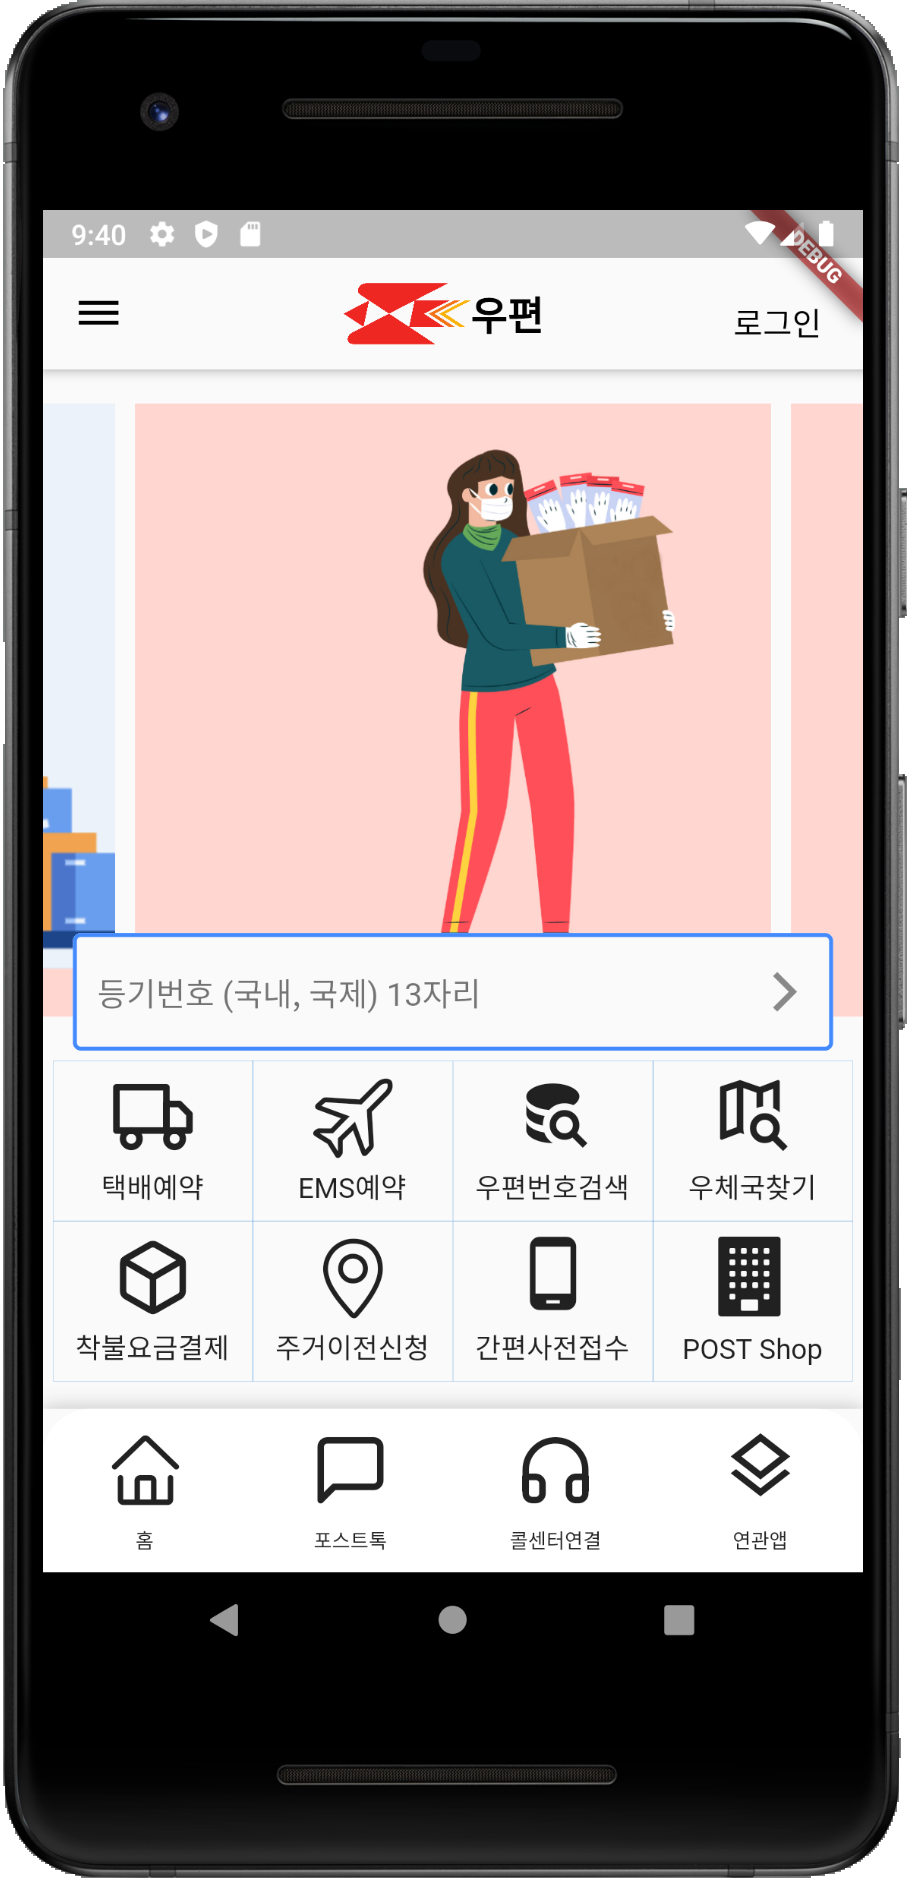 9:40
DEBUG
우편
로그인
등기번호 (국내, 국제) 13자리
택배예약
EMS예약
우편번호검색
우체국찾기
착불요금결제
주거이전신청
간편사전접수
POST Shop
홈
포스트톡
콜센터연결
연관앱